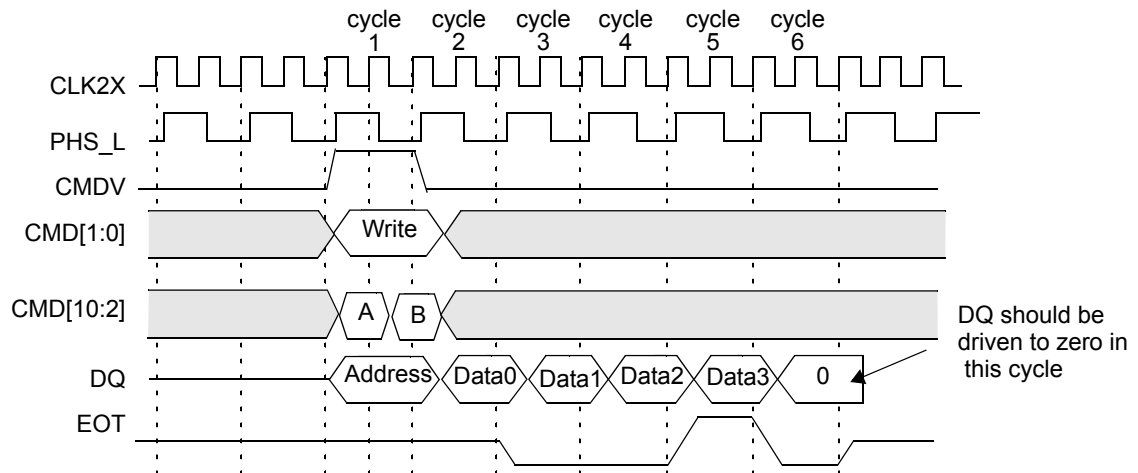 cycle cycle cycle cycle cycle cycle
1 2 3 4 5 6
CLK2X
PHS_L
CMDV
CMD[1:0] Write
CMD[10:2] A B
DQ Address Data0 Data1 Data2 Data3 0
DQ should be
driven to zero in
this cycle
EOT